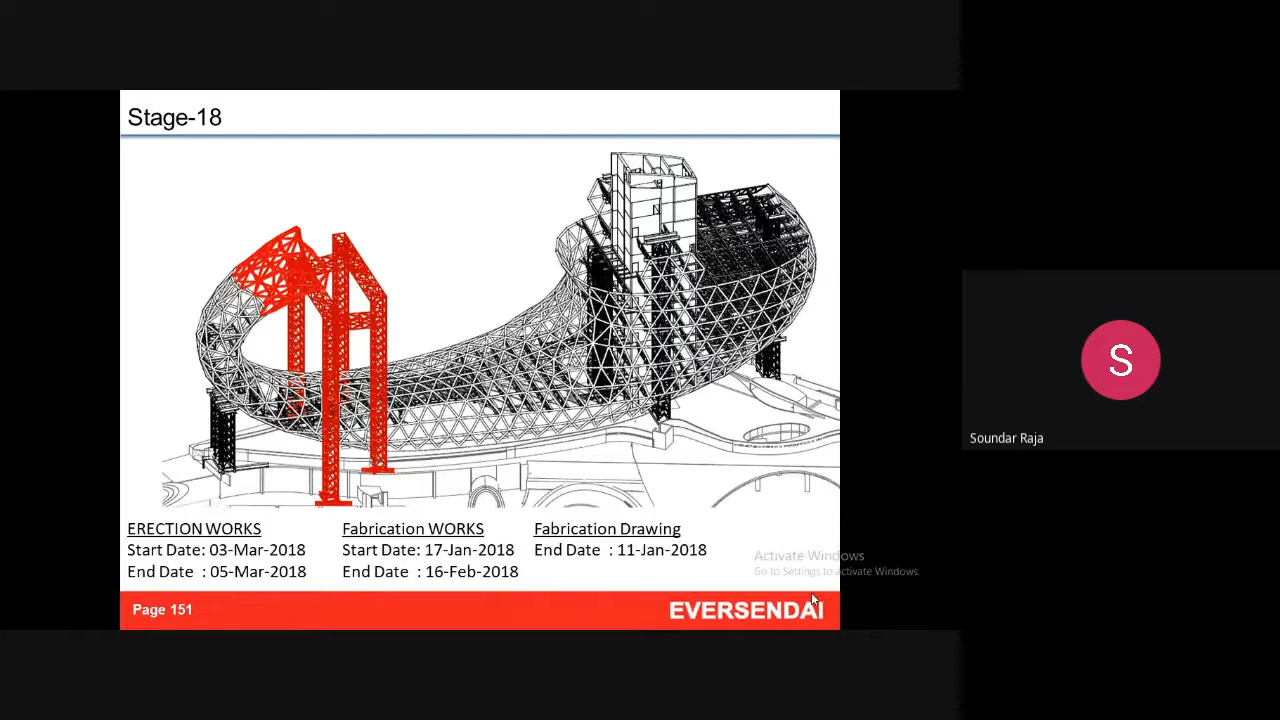 Stage-18
ERECTION WORKS
Start Date: 03-Mar-2018
End Date : 05-Mar-2018
Fabrication WORKS
Start Date: 17-Jan-2018
End Date : 16-Feb-2018
Fabrication Drawing
End Date : 11-Jan-2018
Activate Windows
Go to Settings to activate Windows.
Page 151
EVERSENDAI
S
Soundar Raja